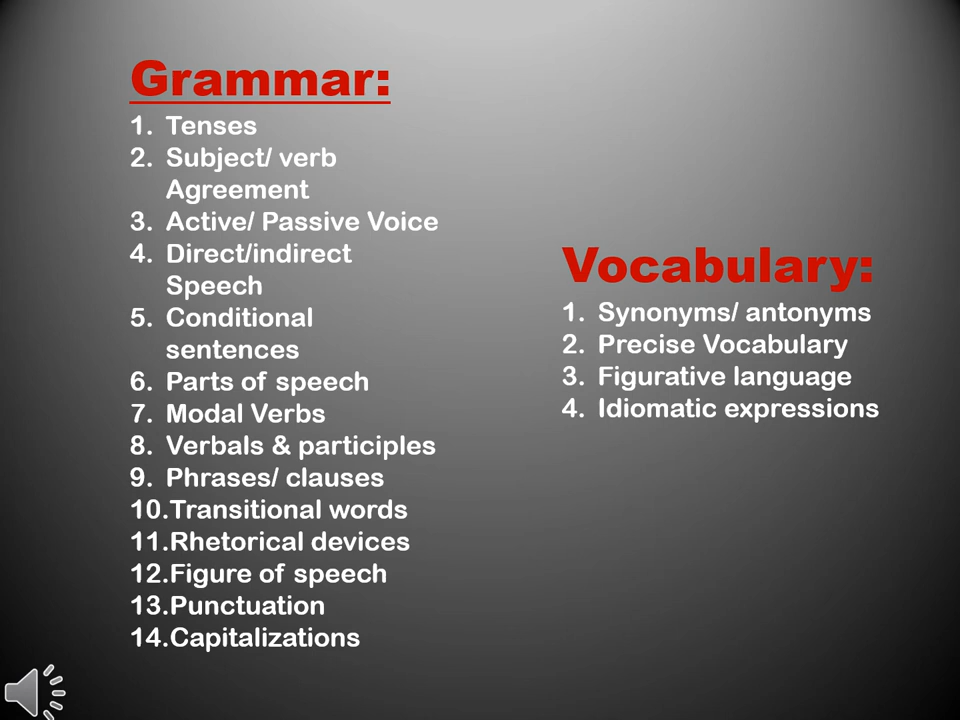 Grammar:
1. Tenses
2. Subject/ verb
Agreement
3. Active/ Passive Voice
4. Direct/indirect
Speech
5. Conditional
sentences
6. Parts of speech
7. Modal Verbs
8. Verbals & participles
9. Phrases/ clauses
10.Transitional words
11.Rhetorical devices
12.Figure of speech
13.Punctuation
14.Capitalizations
Vocabulary:
1. Synonyms/ antonyms
2. Precise Vocabulary
3. Figurative language
4. Idiomatic expressions